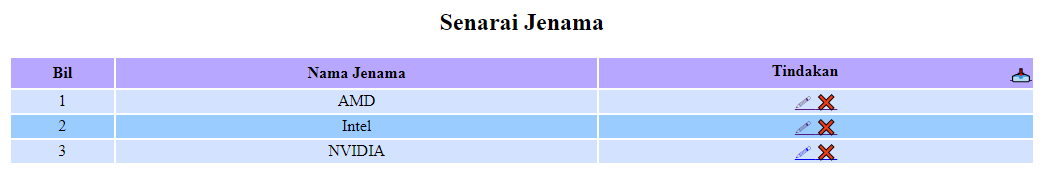 Senarai Jenama
Bil Nama Jenama Tindakan
1 AMD
2 Intel
3 NVIDIA